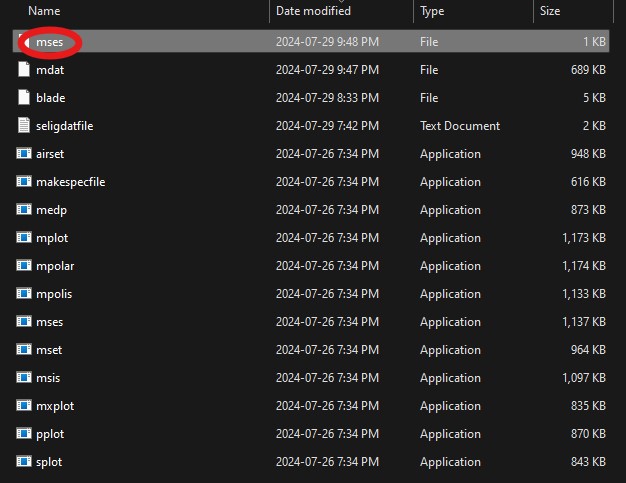 Name Date modified Type Size
mses 2024-07-29 9:48 PM File 1 KB
mdat 2024-07-29 9:47 PM File 689 KB
blade 2024-07-29 8:33 PM File 5 KB
seligdatfile 2024-07-29 7:42 PM Text Document 2 KB
airset 2024-07-26 7:34 PM Application 948 KB
makespecfile 2024-07-26 7:34 PM Application 616 KB
medp 2024-07-26 7:34 PM Application 873 KB
mplot 2024-07-26 7:34 PM Application 1,173 KB
mpolar 2024-07-26 7:34 PM Application 1,174 KB
mpolis 2024-07-26 7:34 PM Application 1,133 KB
mses 2024-07-26 7:34 PM Application 1,137 KB
mset 2024-07-26 7:34 PM Application 964 KB
msis 2024-07-26 7:34 PM Application 1,097 KB
mxplot 2024-07-26 7:34 PM Application 835 KB
pplot 2024-07-26 7:34 PM Application 870 KB
splot 2024-07-26 7:34 PM Application 843 KB